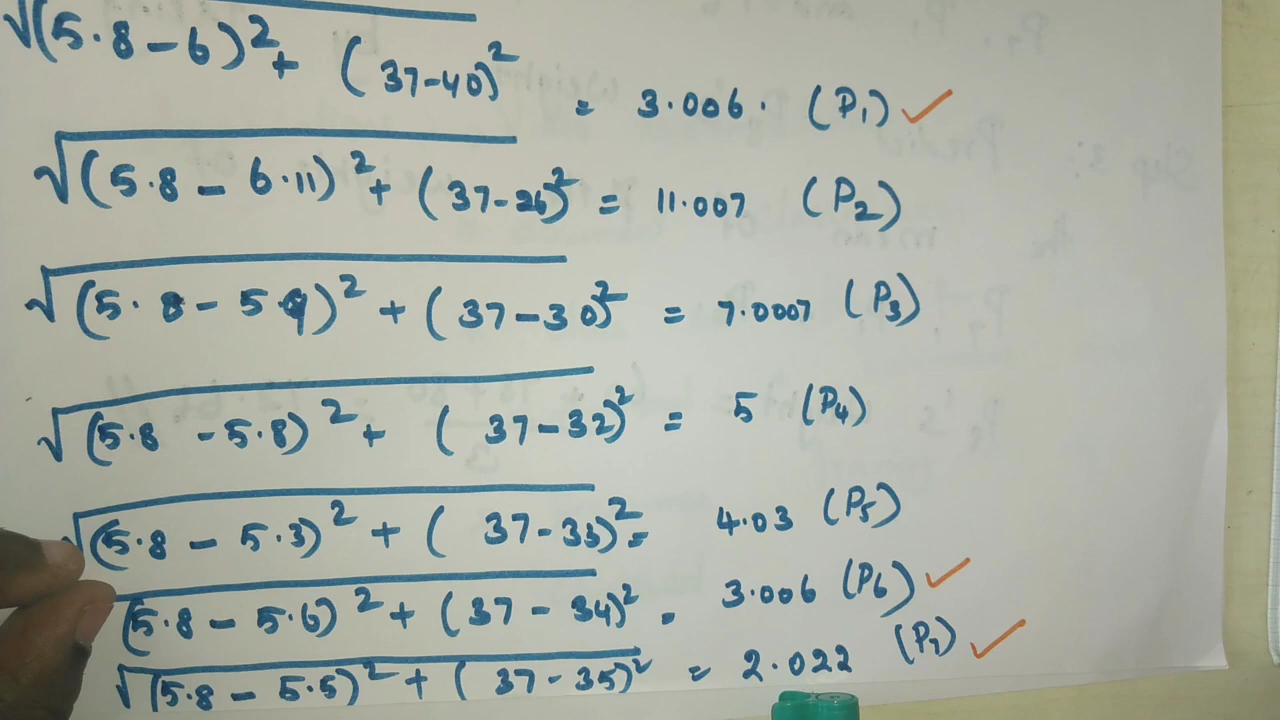 √(5.8-6)²+ (37-40)² = 3.006. (P₁) ✓
√(5.8-6.11)²+(37-26)² = 11.007 (P₂)
√(5.8-5.9)²+(37-30)² = 7.0007 (P₃)
√(5.8-5.8)²+ (37-32)² = 5 (P₄)
√(5.8-5.3)²+(37-33)² = 4.03 (P₅)
√(5.8-5.6)²+(37-34)² = 3.006 (P₆) ✓
√(5.8-5.5)²+(37-35)² = 2.022 (P₇) ✓